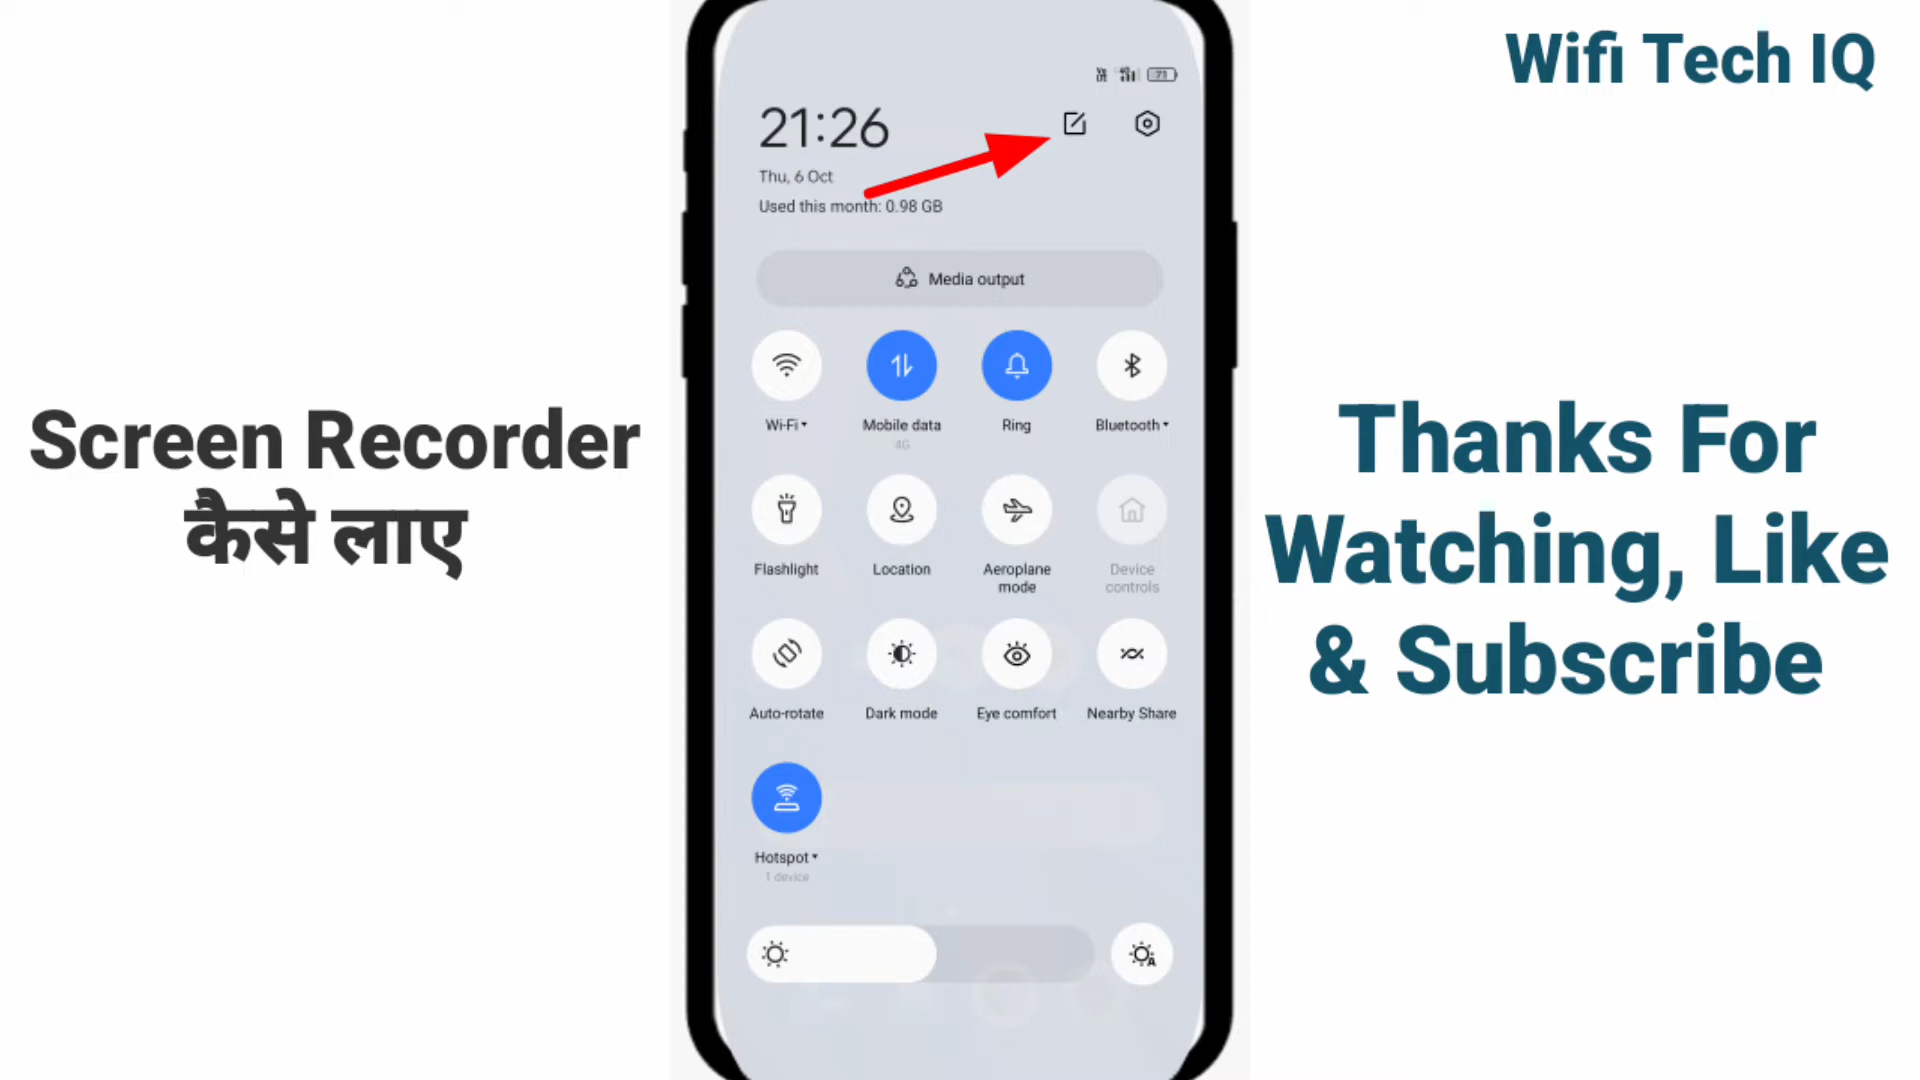 Wifi Tech IQ
71
21:26
Thu, 6 Oct
Used this month: 0.98 GB
Media output
Wi-Fi
Mobile data
4G
Ring
Bluetooth
Screen Recorder
कैसे लाए
Flashlight
Location
Aeroplane
mode
Device
controls
Auto-rotate
Dark mode
Eye comfort
Nearby Share
Hotspot
1 device
Thanks For
Watching, Like
& Subscribe